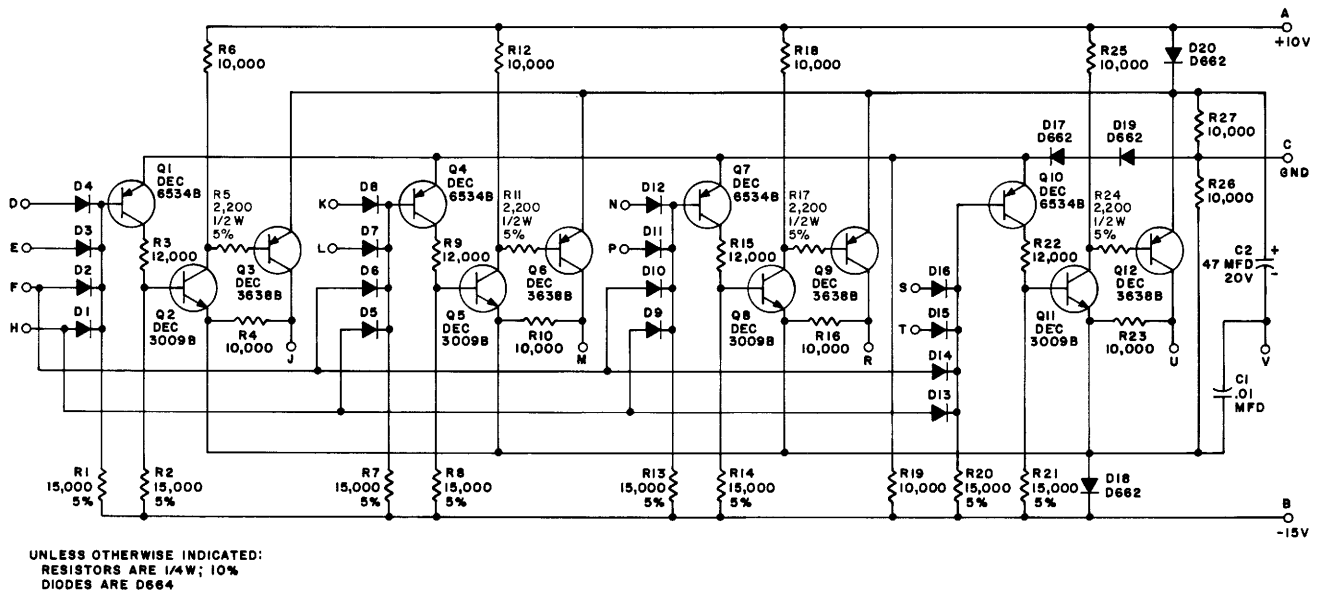 A
+10V
R6
10,000
R12
10,000
R18
10,000
R25
10,000
D20
D662
R27
10,000
D17
D662
D19
D662
C
GND
R26
10,000
Q1
DEC
6534B
Q4
DEC
6534B
Q7
DEC
6534B
Q10
DEC
6534B
D
D4
E
D3
F
D2
H
D1
R5
2,200
1/2W
5%
R3
12,000
Q3
DEC
3638B
Q2
DEC
3009B
R4
10,000
J
K
D8
L
D7
D6
D5
R11
2,200
1/2W
5%
R9
12,000
Q6
DEC
3638B
Q5
DEC
3009B
R10
10,000
M
N
D12
P
D11
D10
D9
R17
2,200
1/2W
5%
R15
12,000
Q9
DEC
3638B
Q8
DEC
3009B
R16
10,000
R
S
D16
T
D15
D14
D13
R24
2,200
1/2W
5%
R22
12,000
Q12
DEC
3638B
Q11
DEC
3009B
R23
10,000
U
C2
47 MFD
20V
+
-
V
C1
.01
MFD
R1
15,000
5%
R2
15,000
5%
R7
15,000
5%
R8
15,000
5%
R13
15,000
5%
R14
15,000
5%
R19
10,000
R20
15,000
5%
R21
15,000
5%
D18
D662
B
-15V
UNLESS OTHERWISE INDICATED:
RESISTORS ARE 1/4W; 10%
DIODES ARE D664